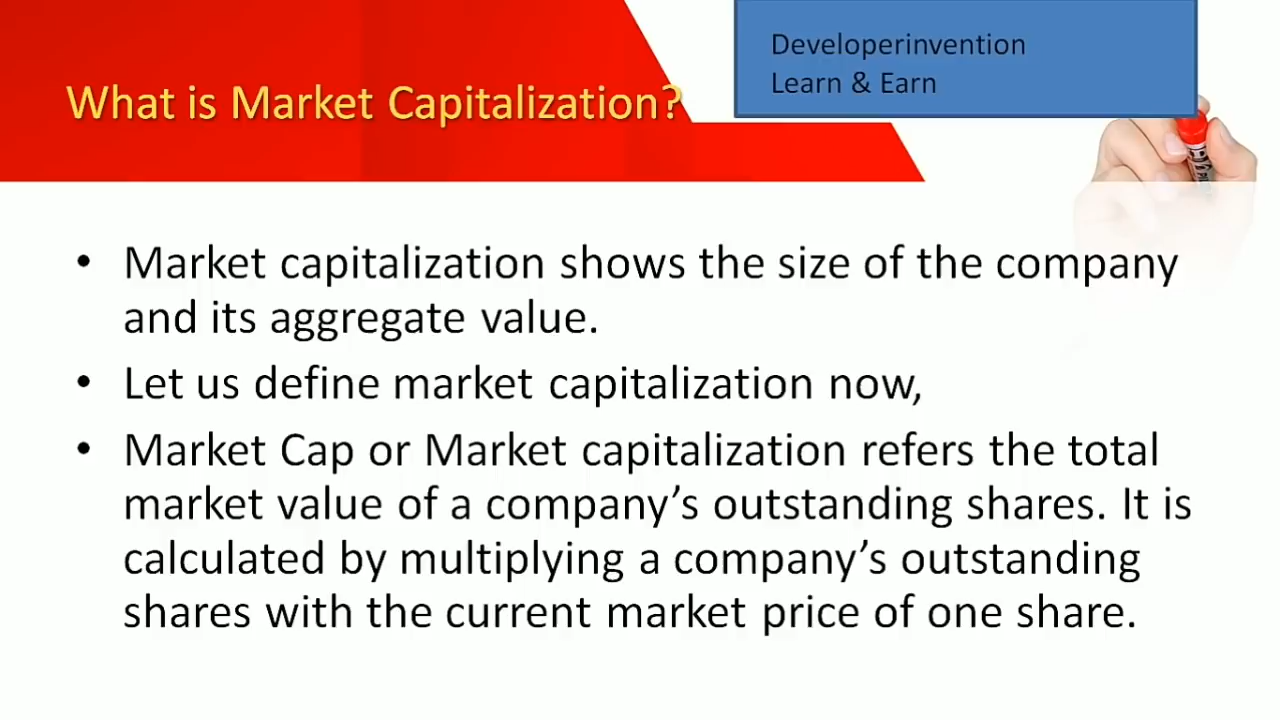 Developerinvention
Learn & Earn
What is Market Capitalization?
• Market capitalization shows the size of the company
and its aggregate value.
• Let us define market capitalization now,
• Market Cap or Market capitalization refers the total
market value of a company’s outstanding shares. It is
calculated by multiplying a company’s outstanding
shares with the current market price of one share.